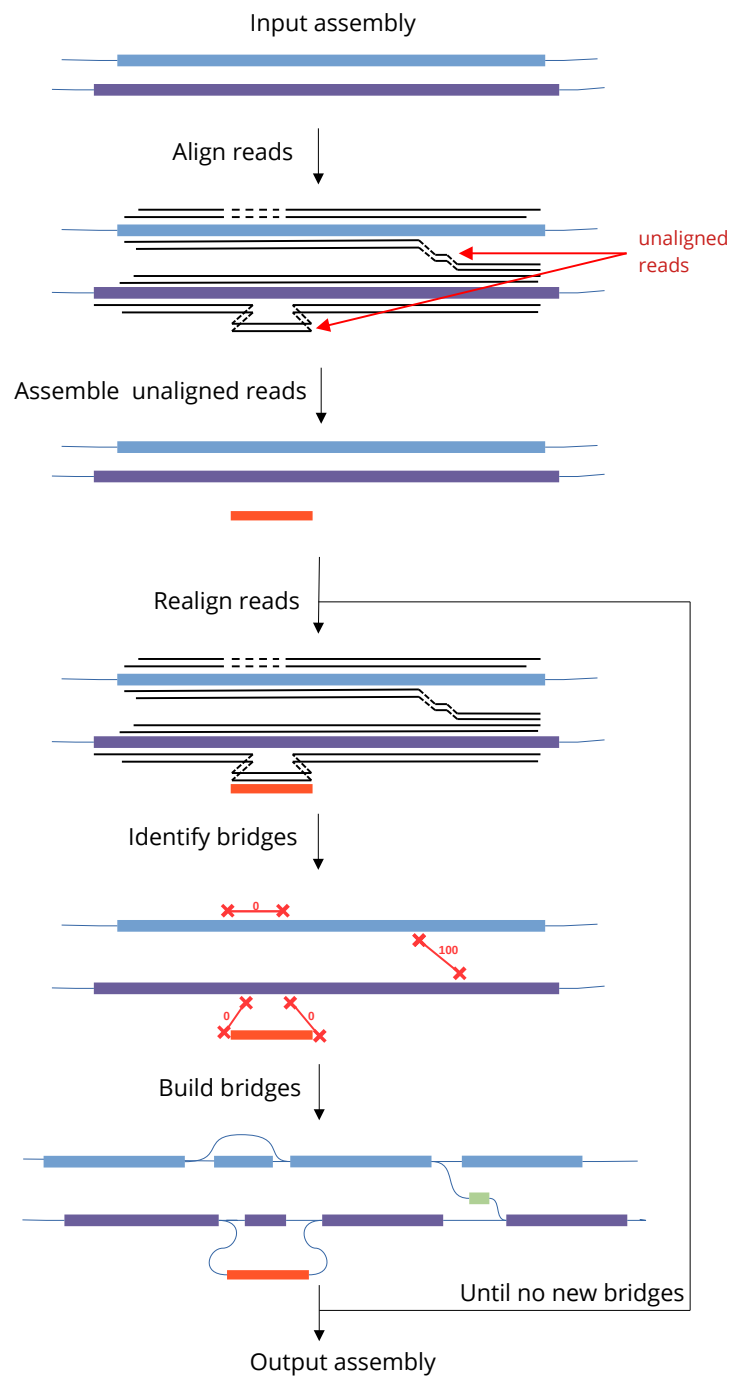 Input assembly
Align reads
unaligned
reads
Assemble  unaligned reads
Realign reads
Identify bridges
0
100
0
0
Build bridges
Until no new bridges
Output assembly